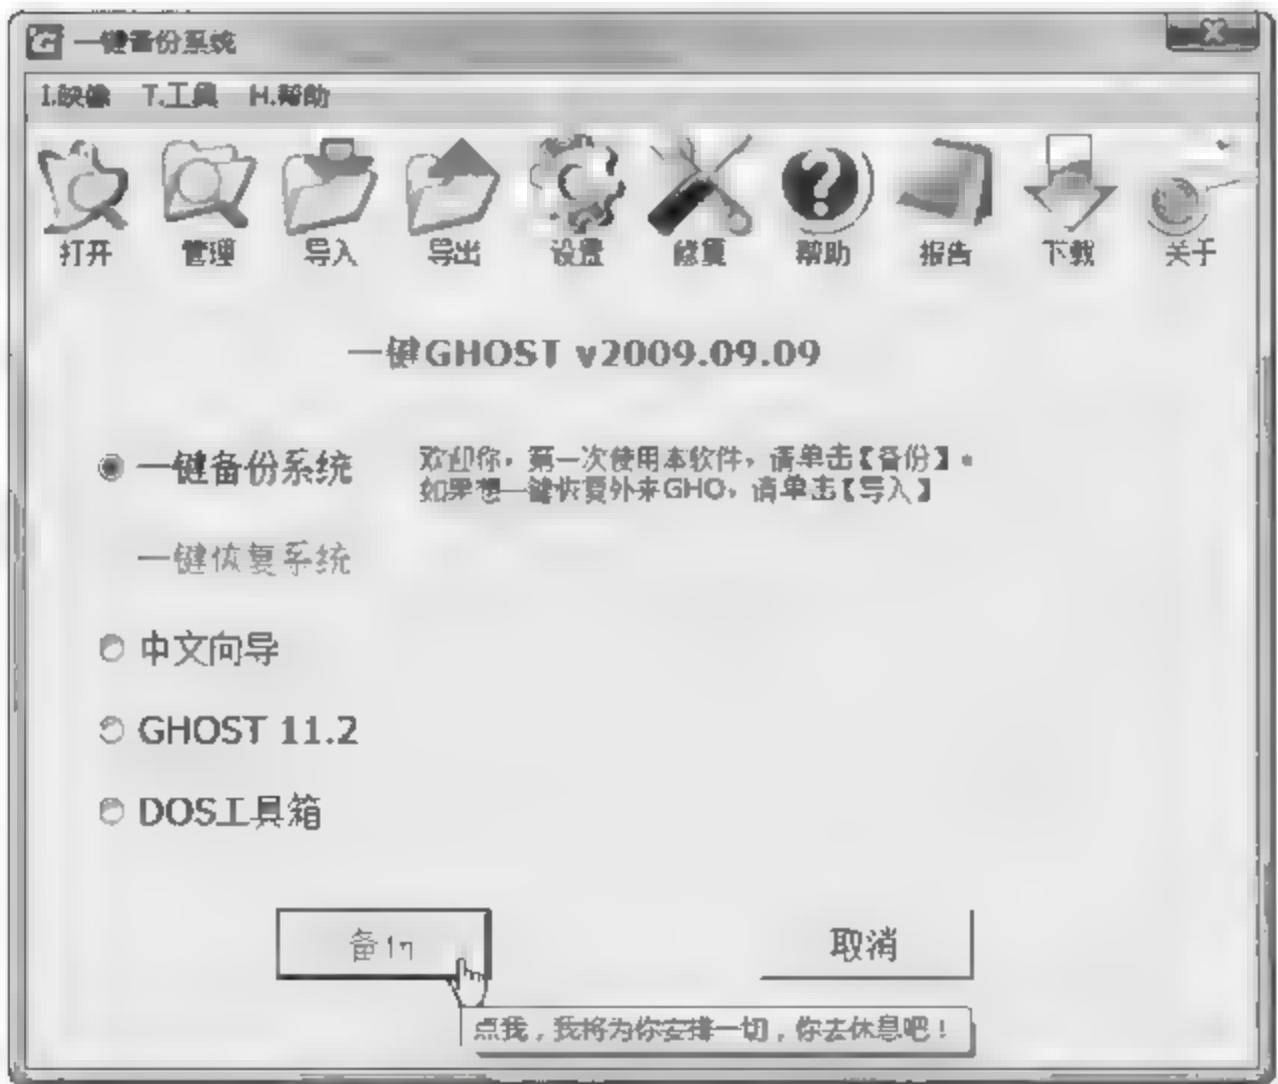 一键备份系统
I.映像 T.工具 H.帮助
打开 管理 导入 导出 设置 修复 帮助 报告 下载 关于
一键GHOST v2009.09.09
一键备份系统
欢迎你，第一次使用本软件，请单击【备份】。
如果想一键恢复外来GHO，请单击【导入】
一键恢复系统
中文向导
GHOST 11.2
DOS工具箱
备份 取消
点我，我将为你安排一切，你去休息吧！